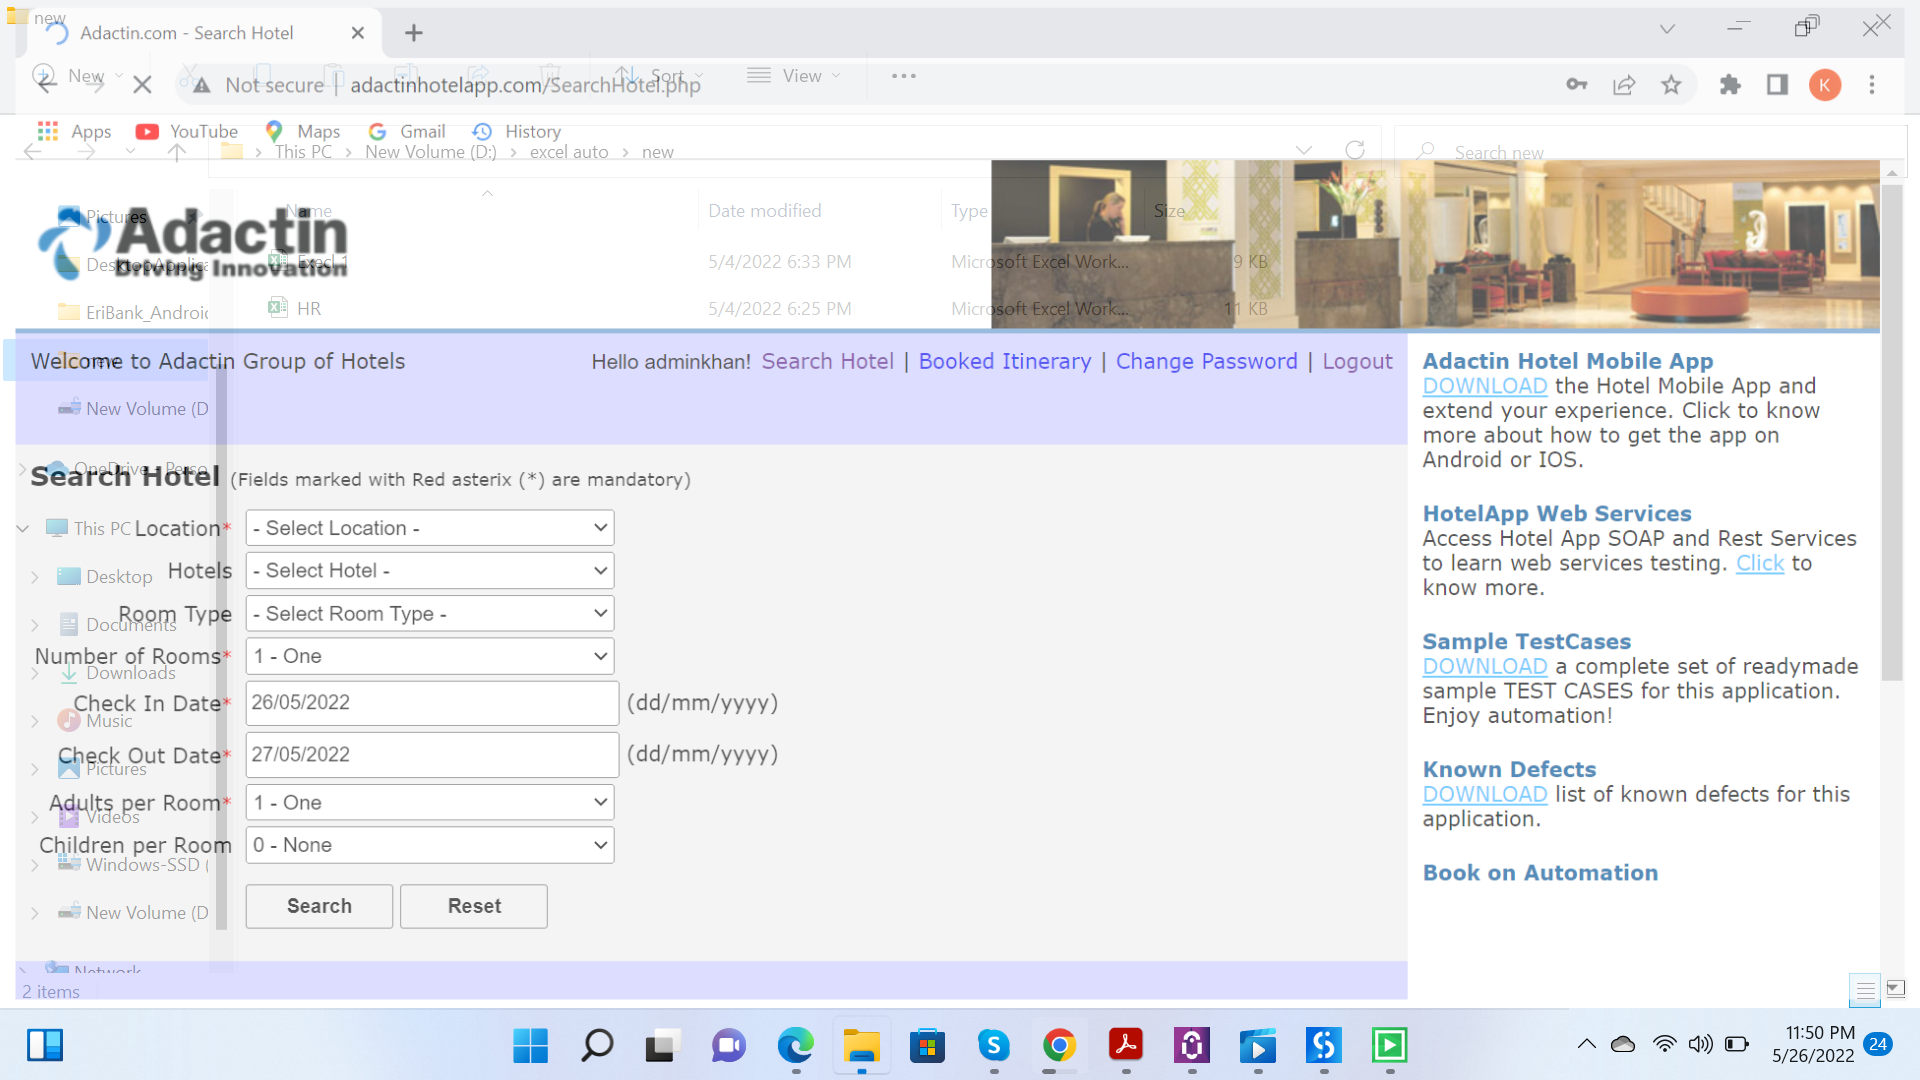 new
Adactin.com - Search Hotel
New
Sort
View
Not secure | adactinhotelapp.com/SearchHotel.php
K
Apps
YouTube
Maps
Gmail
History
This PC > New Volume (D:) > excel auto > new
Search new
Name
Date modified
Type
Size
Pictures
Adactin
Driving Innovation
5/4/2022 6:33 PM
Microsoft Excel Work...
9 KB
EriBank_Androic
HR
5/4/2022 6:25 PM
Microsoft Excel Work...
11 KB
Welcome to Adactin Group of Hotels
new
Hello adminkhan! Search Hotel | Booked Itinerary | Change Password | Logout
New Volume (D
OneDrive - Perso
Search Hotel (Fields marked with Red asterix (*) are mandatory)
This PC
Location*
- Select Location -
Desktop
Hotels
- Select Hotel -
Documents
Room Type
- Select Room Type -
Number of Rooms*
1 - One
Downloads
Check In Date*
26/05/2022
(dd/mm/yyyy)
Music
Check Out Date*
27/05/2022
(dd/mm/yyyy)
Pictures
Adults per Room*
1 - One
Videos
Children per Room
0 - None
Windows-SSD (
Search
Reset
New Volume (D
Network
2 items
Adactin Hotel Mobile App
DOWNLOAD the Hotel Mobile App and
extend your experience. Click to know
more about how to get the app on
Android or IOS.
HotelApp Web Services
Access Hotel App SOAP and Rest Services
to learn web services testing. Click to
know more.
Sample TestCases
DOWNLOAD a complete set of readymade
sample TEST CASES for this application.
Enjoy automation!
Known Defects
DOWNLOAD list of known defects for this
application.
Book on Automation
11:50 PM
5/26/2022
24